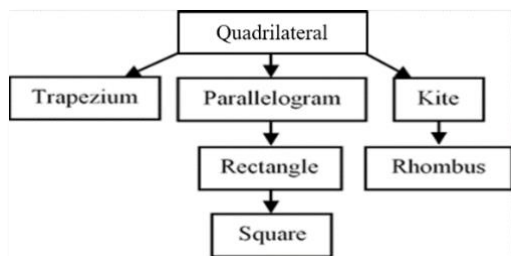 Quadrilateral
Trapezium
Parallelogram
Kite
Rectangle
Rhombus
Square